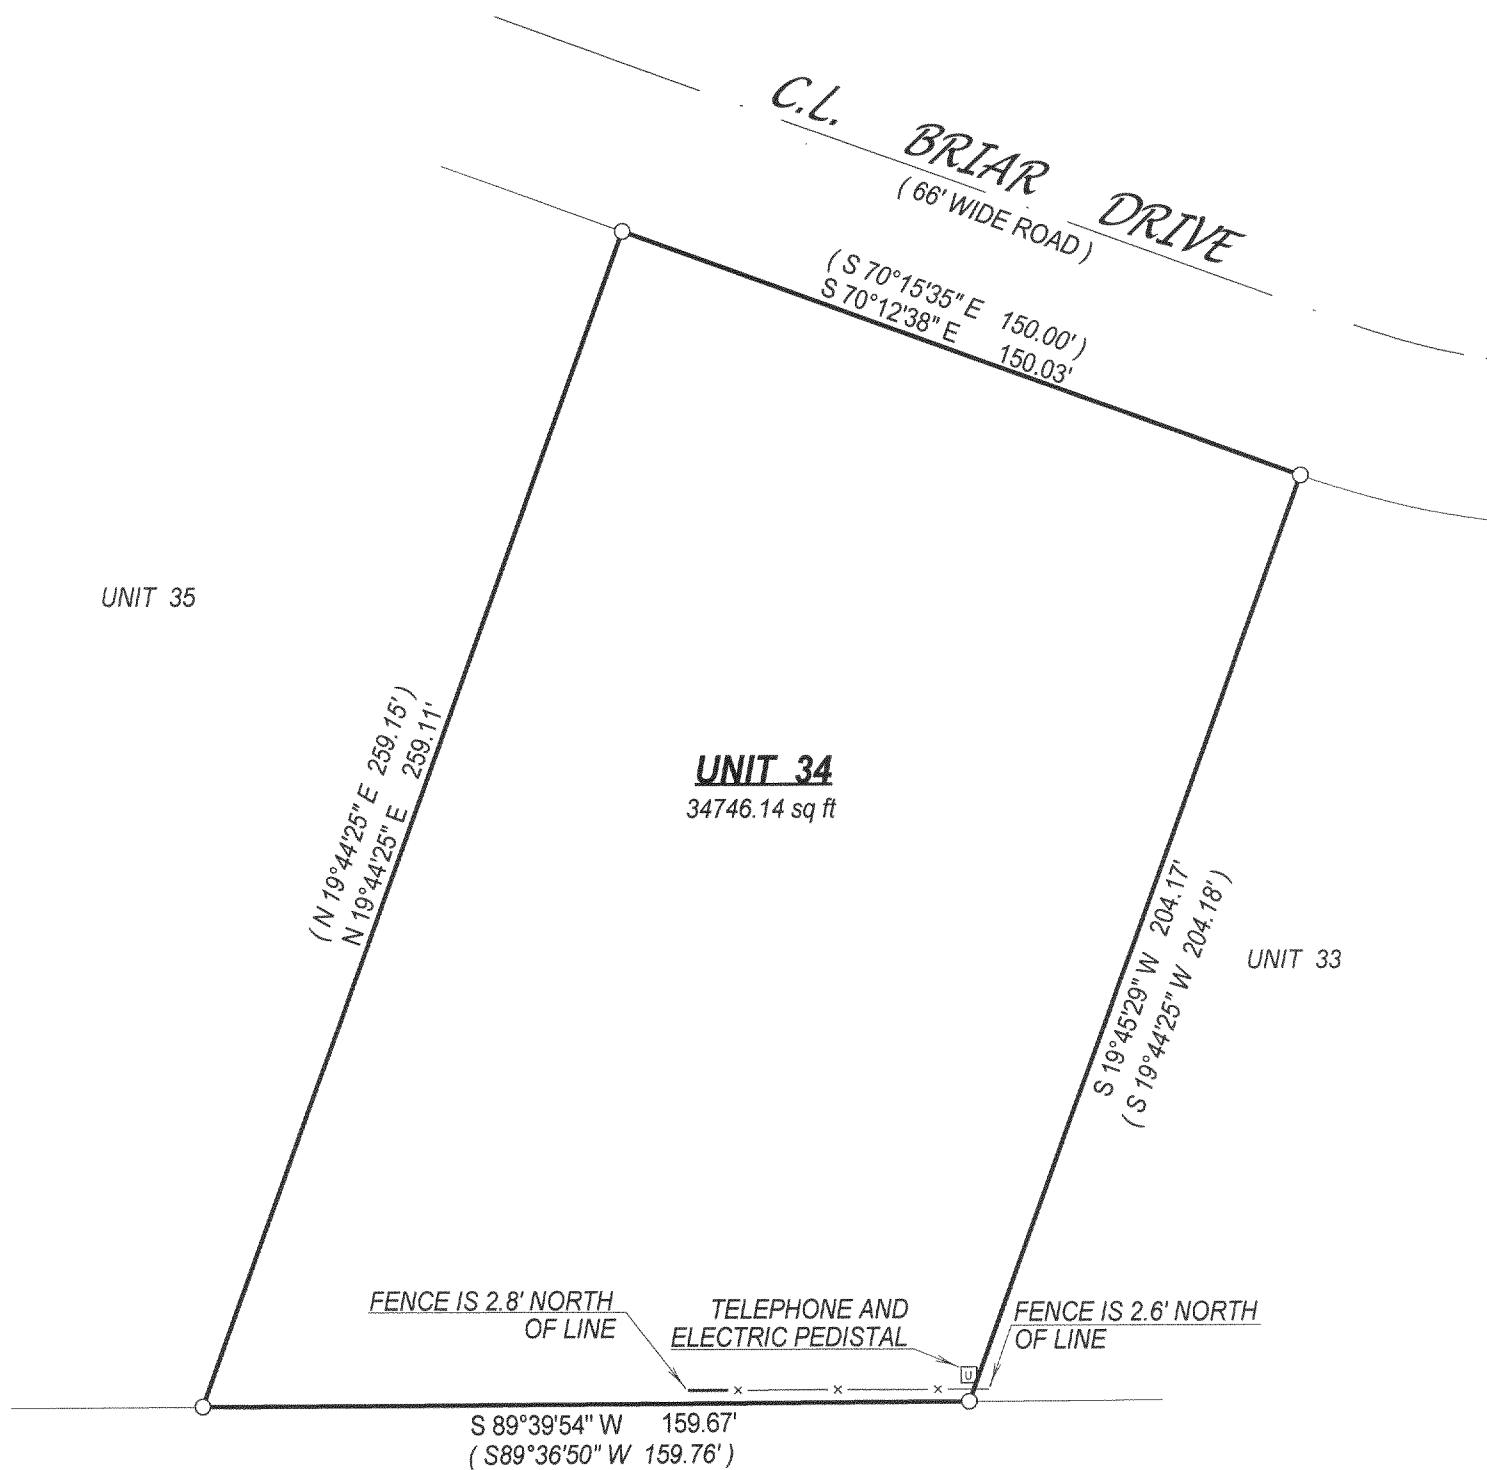 C.L. BRIAR DRIVE
( 66' WIDE ROAD )
( S 70°15'35" E 150.00' )
S 70°12'38" E 150.03'
UNIT 35
( N 19°44'25" E 259.15' )
N 19°44'25" E 259.11'
UNIT 34
34746.14 sq ft
S 19°45'29" W 204.17'
( S 19°44'25" W 204.18' )
UNIT 33
FENCE IS 2.8' NORTH
OF LINE
TELEPHONE AND
ELECTRIC PEDISTAL
FENCE IS 2.6' NORTH
OF LINE
U
S 89°39'54" W 159.67'
( S89°36'50" W 159.76' )